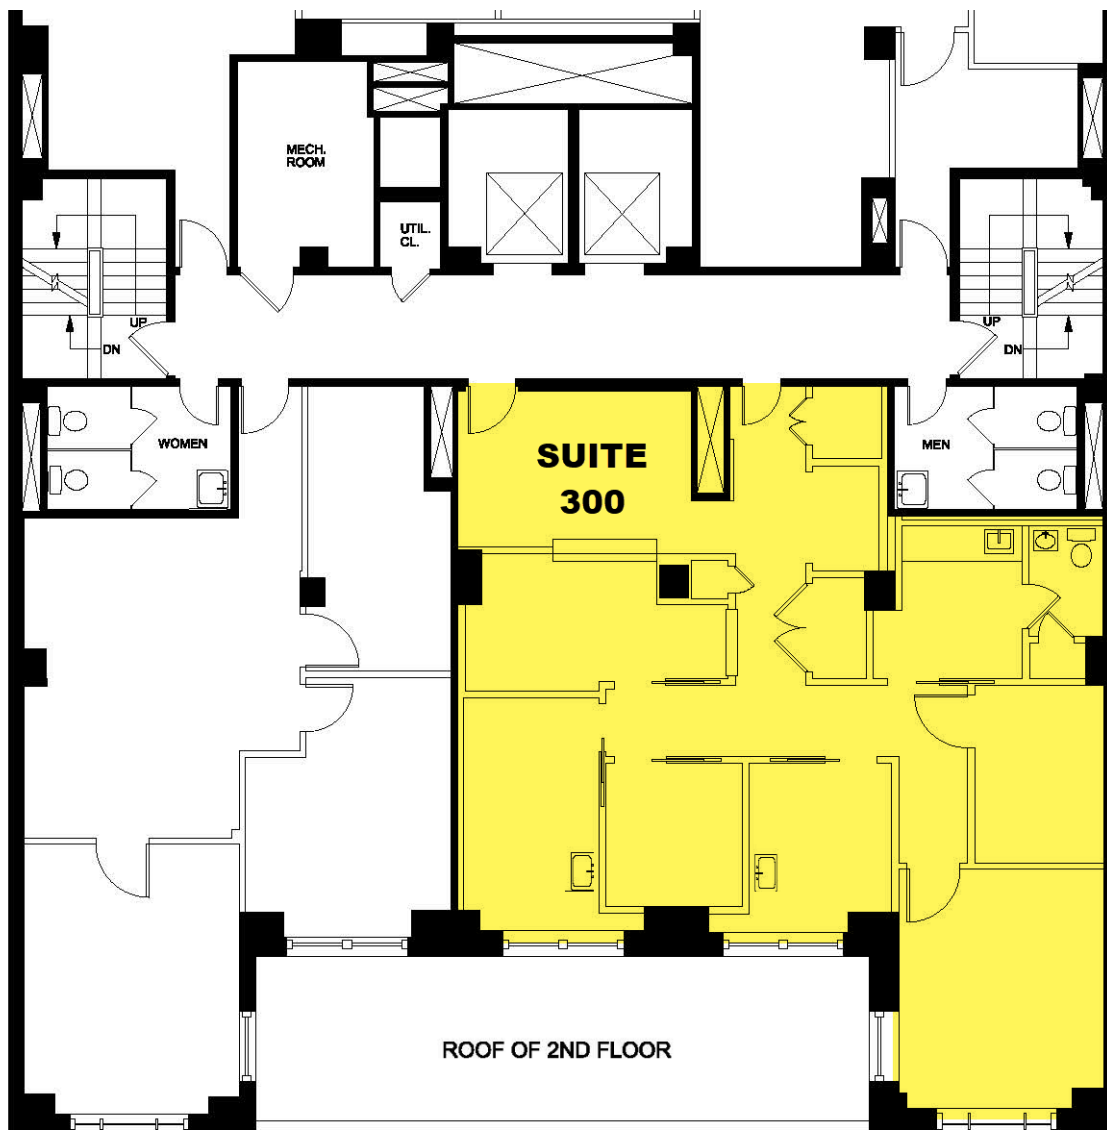 MECH.
ROOM
UTIL.
CL.
UP
DN
UP
DN
WOMEN
SUITE
300
MEN
ROOF OF 2ND FLOOR